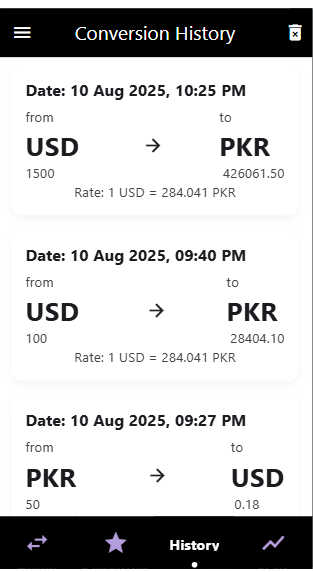 Conversion History
Date: 10 Aug 2025, 10:25 PM
from to
USD → PKR
1500 426061.50
Rate: 1 USD = 284.041 PKR
Date: 10 Aug 2025, 09:40 PM
from to
USD → PKR
100 28404.10
Rate: 1 USD = 284.041 PKR
Date: 10 Aug 2025, 09:27 PM
from to
PKR → USD
50 0.18
History